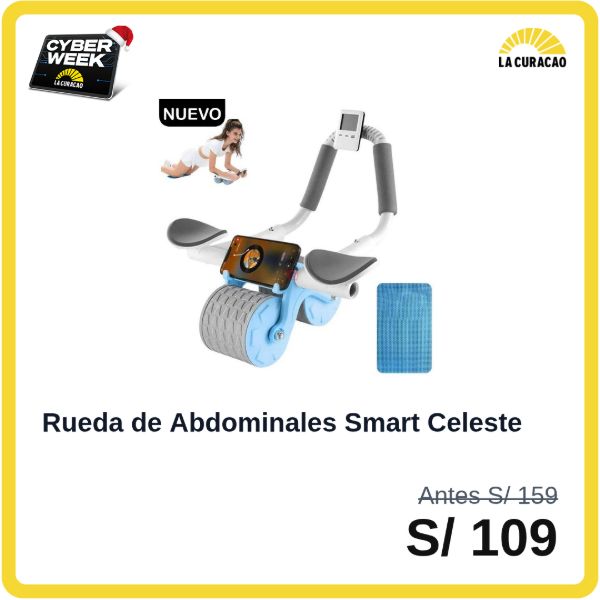 CYBER
WEEK
LA CURACAO
LA CURACAO
NUEVO
Rueda de Abdominales Smart Celeste
Antes S/ 159
S/ 109